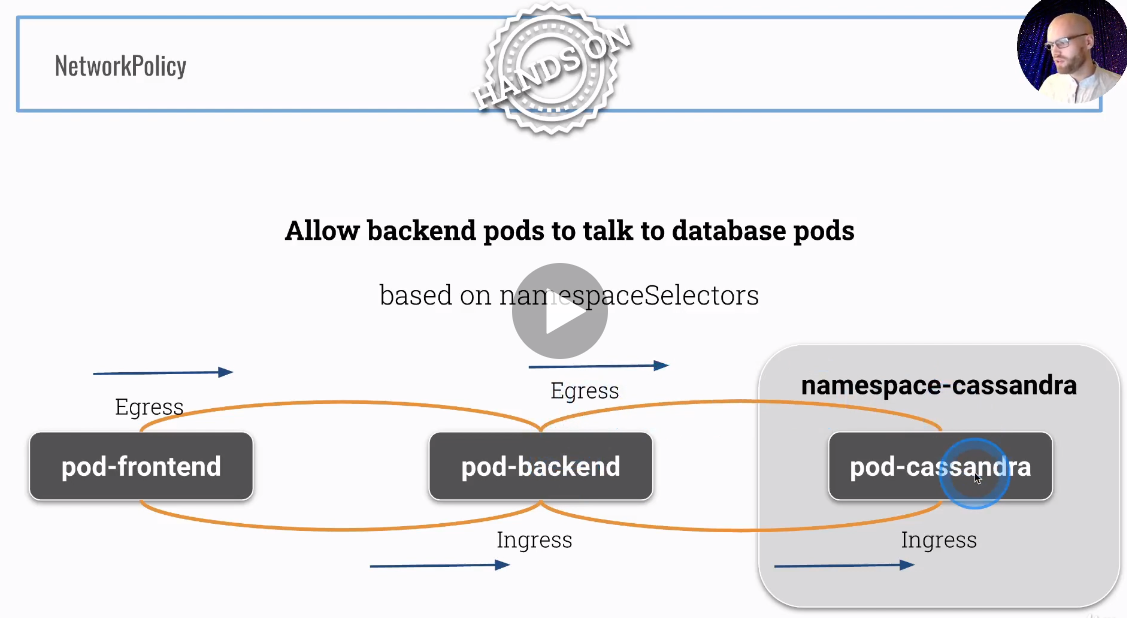 NetworkPolicy
HANDS ON
Allow backend pods to talk to database pods
based on namespaceSelectors
Egress
Egress
namespace-cassandra
pod-frontend
pod-backend
pod-cassandra
Ingress
Ingress